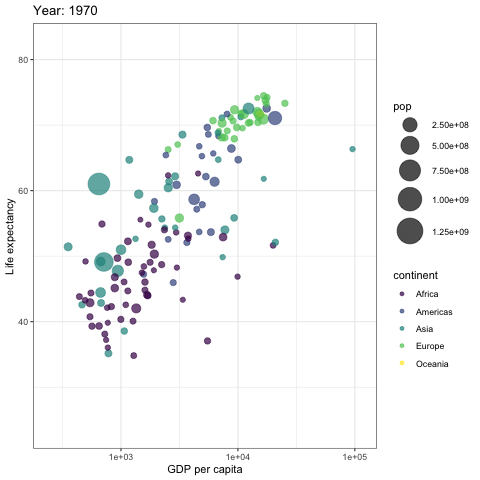 Year: 1970
80
60
40
Life expectancy
1e+03
1e+04
1e+05
GDP per capita
pop
2.50e+08
5.00e+08
7.50e+08
1.00e+09
1.25e+09
continent
Africa
Americas
Asia
Europe
Oceania